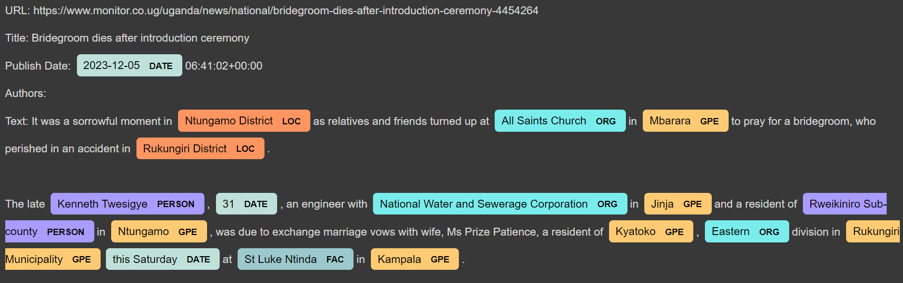 URL: https://www.monitor.co.ug/uganda/news/national/bridegroom-dies-after-introduction-ceremony-4454264
Title: Bridegroom dies after introduction ceremony
Publish Date: 2023-12-05 DATE 06:41:02+00:00
Authors:
Text: It was a sorrowful moment in Ntungamo District LOC as relatives and friends turned up at All Saints Church ORG in Mbarara GPE to pray for a bridegroom, who
perished in an accident in Rukungiri District LOC .
The late Kenneth Twesigye PERSON , 31 DATE , an engineer with National Water and Sewerage Corporation ORG in Jinja GPE and a resident of Rweikiniro Sub-
county PERSON in Ntungamo GPE , was due to exchange marriage vows with wife, Ms Prize Patience, a resident of Kyatoko GPE , Eastern ORG division in Rukungiri
Municipality GPE this Saturday DATE at St Luke Ntinda FAC in Kampala GPE .